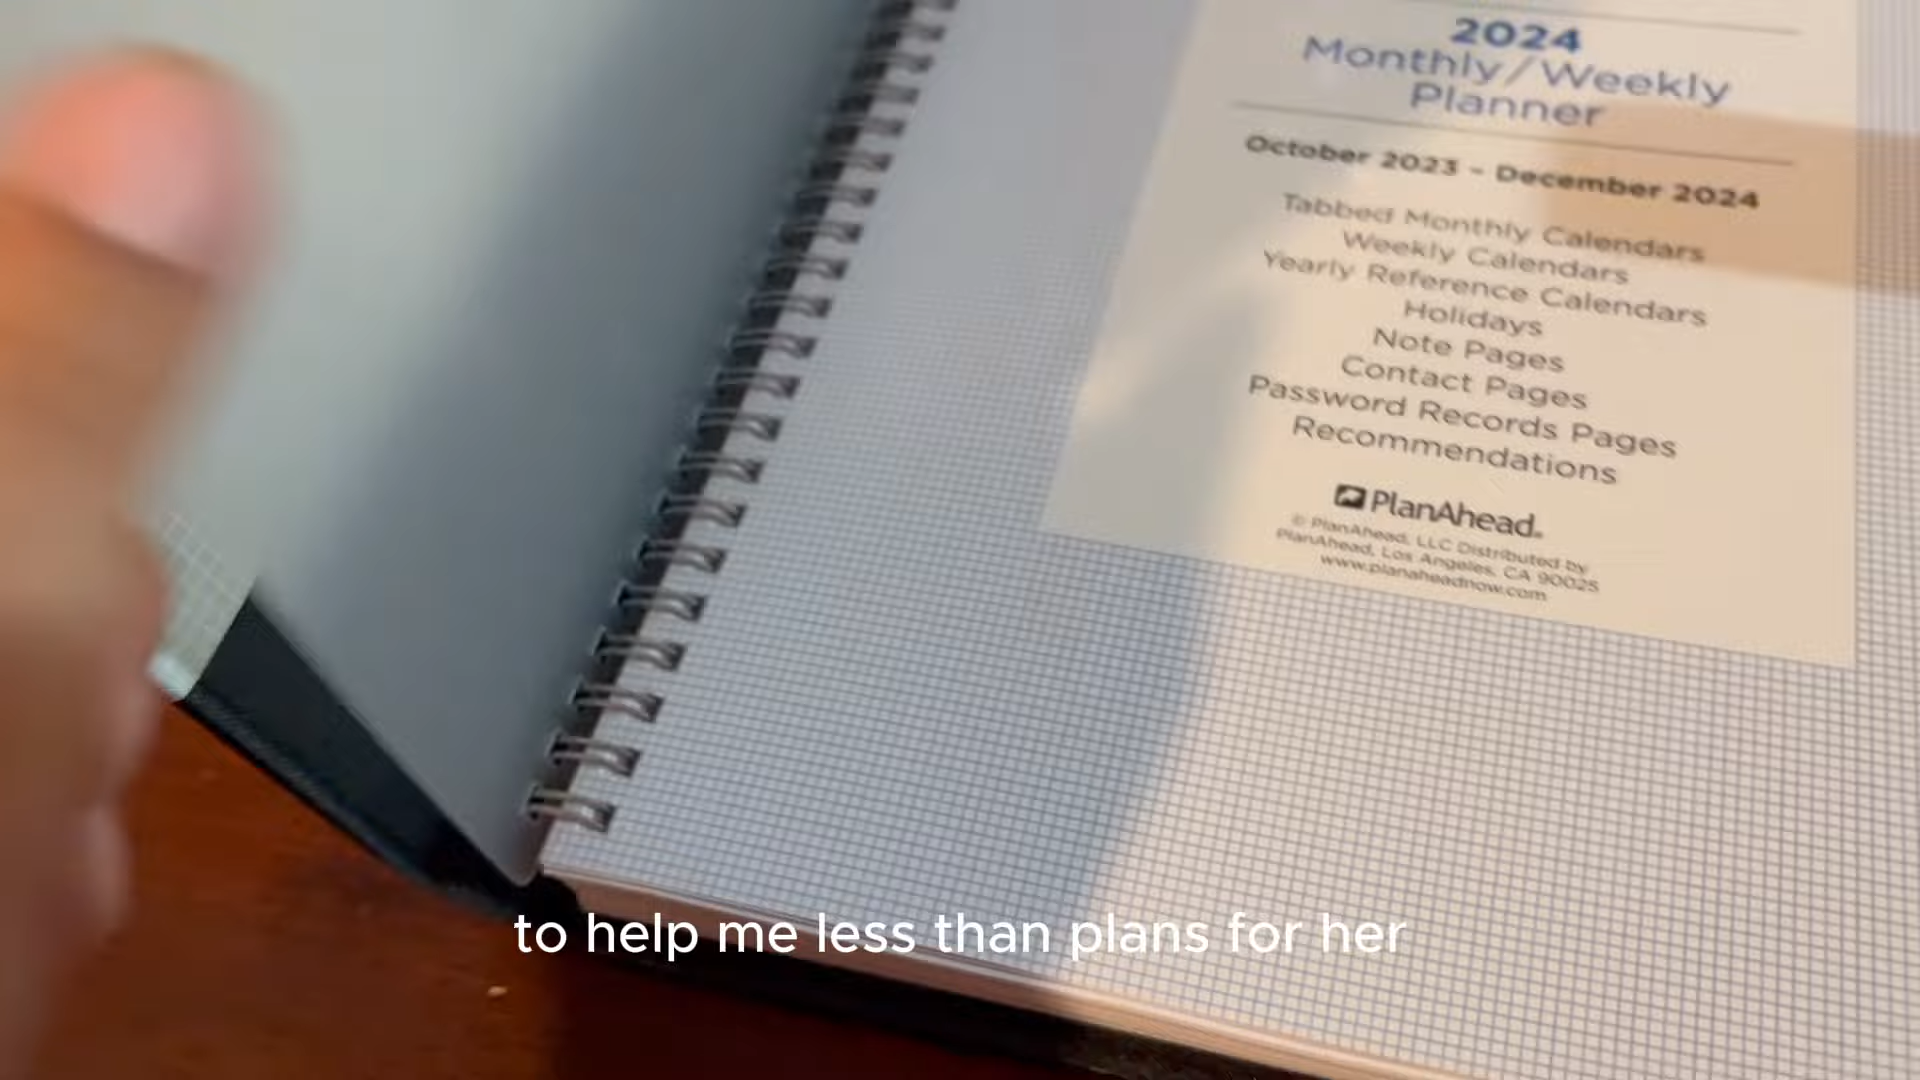 2024
Monthly/Weekly
Planner
October 2023 - December 2024
Tabbed Monthly Calendars
Weekly Calendars
Yearly Reference Calendars
Holidays
Note Pages
Contact Pages
Password Records Pages
Recommendations
PlanAhead®
© PlanAhead, LLC Distributed by
PlanAhead, Los Angeles, CA 90025
www.planaheadnow.com
to help me less than plans for her